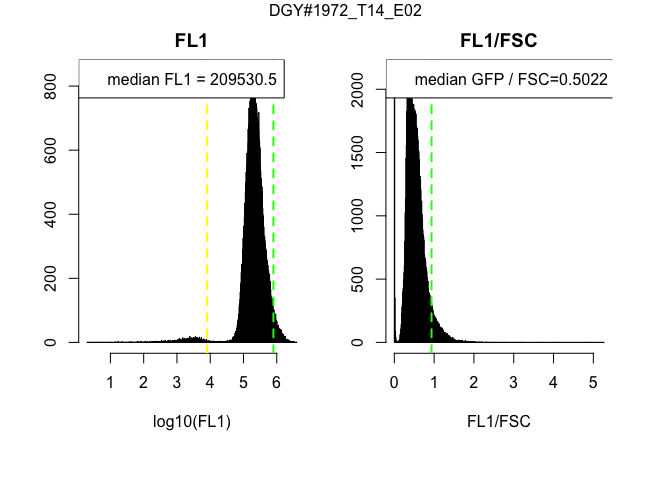 DGY#1972_T14_E02
FL1
median FL1 = 209530.5
0 200 400 600 800
1 2 3 4 5 6
log10(FL1)
FL1/FSC
median GFP / FSC=0.5022
0 500 1000 1500 2000
0 1 2 3 4 5
FL1/FSC